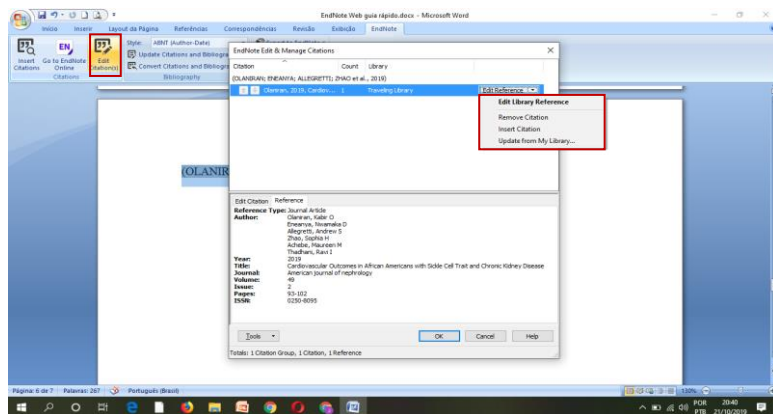 EndNote Web guia rápido.docx - Microsoft Word
Início Inserir Layout da Página Referências Correspondências Revisão Exibição EndNote
Insert Citations
Go to EndNote Online
Edit Citation(s)
Style: ABNT (Author-Date)
Update Citations and Bibliogra
Convert Citations and Bibliogra
Citations
Bibliography
(OLANIR
EndNote Edit & Manage Citations
Citation Count Library
(OLANIRAN; ENEANYA; ALLEGRETTI; ZHAO et al., 2019)
Olaniran, 2019, Cardiov... 1 Traveling Library Edit Reference
Edit Library Reference
Remove Citation
Insert Citation
Update from My Library...
Edit Citation Reference
Reference Type: Journal Article
Author: Olaniran, Kabir O
Eneanya, Nwamaka D
Allegretti, Andrew S
Zhao, Sophia H
Achebe, Maureen M
Thadhani, Ravi I
Year: 2019
Title: Cardiovascular Outcomes in African Americans with Sickle Cell Trait and Chronic Kidney Disease
Journal: American journal of nephrology
Volume: 49
Issue: 2
Pages: 93-102
ISSN: 0250-8095
Tools OK Cancel Help
Totals: 1 Citation Group, 1 Citation, 1 Reference
Página: 6 de 7 Palavras: 267 Português (Brasil) 130%
POR 20:40
PTB 21/10/2019